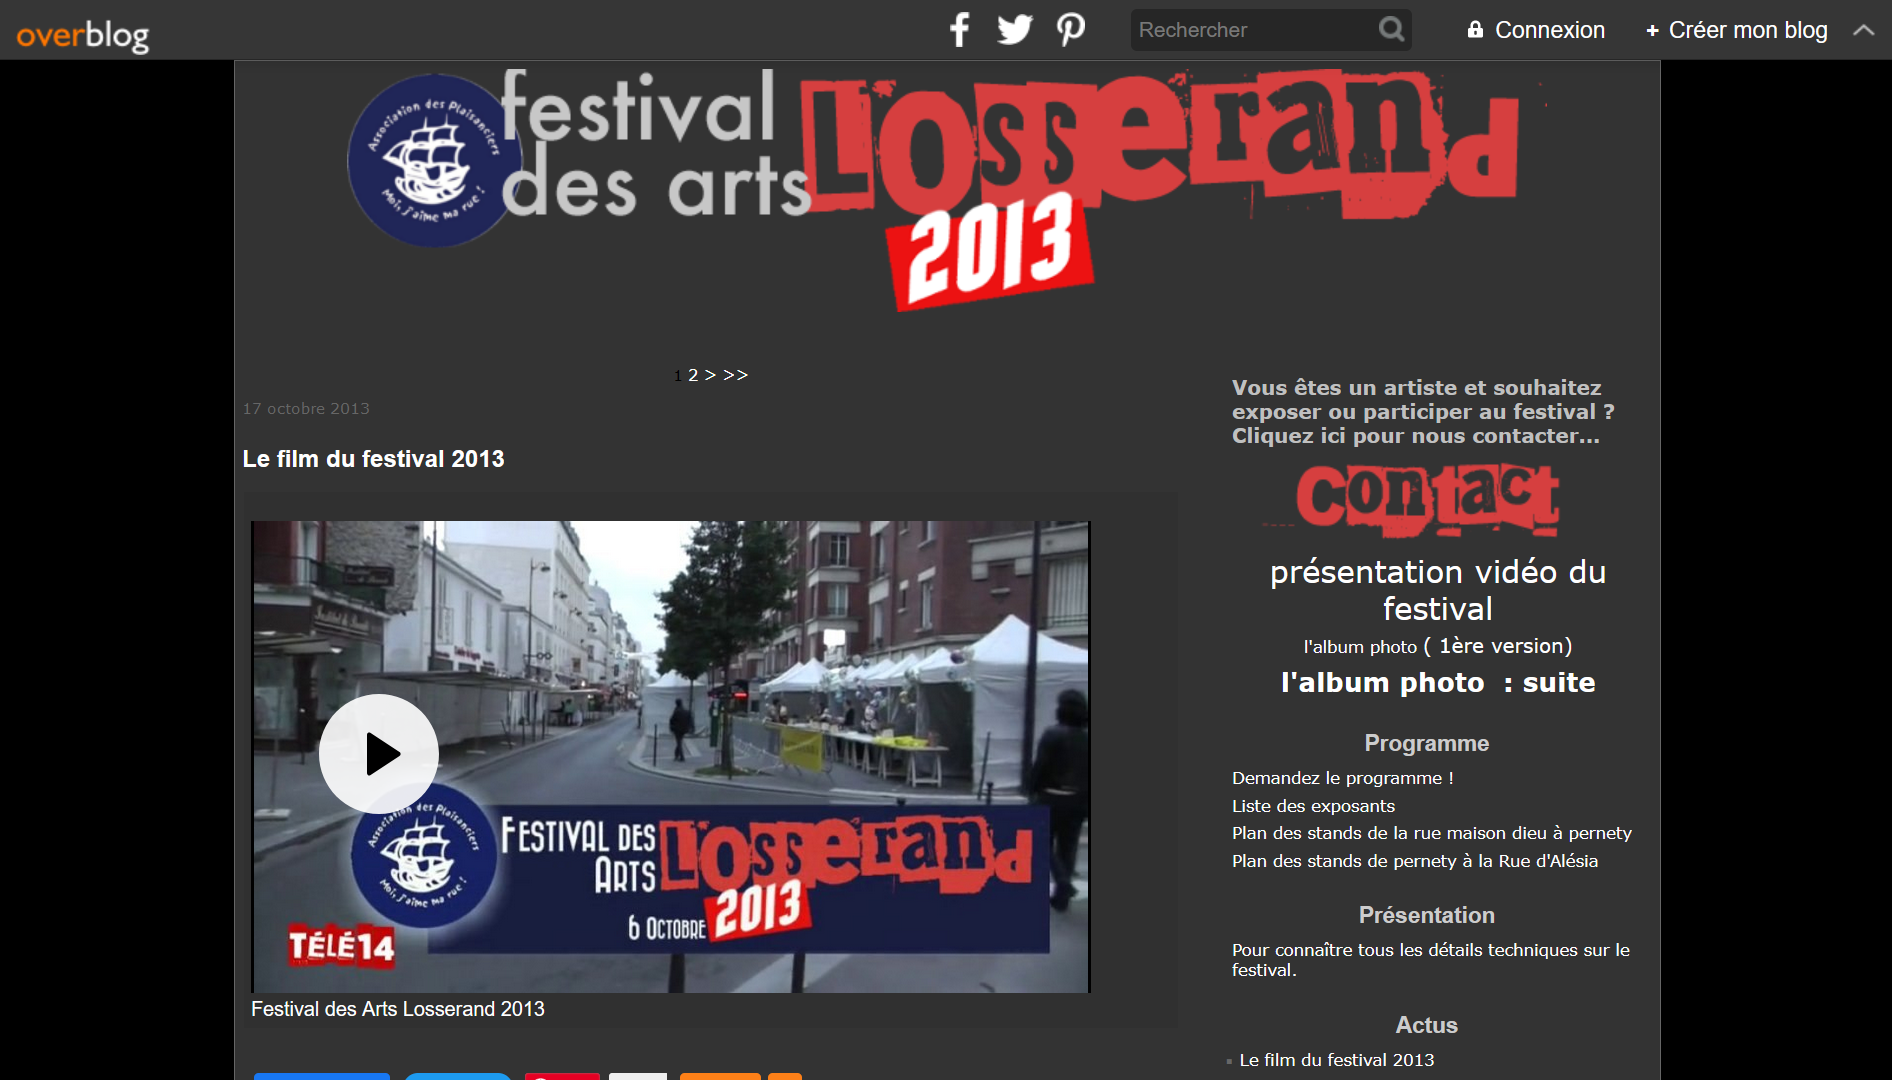 overblog
Rechercher
Connexion
+ Créer mon blog
Association des Plaisanciers
Moi, J'aime ma rue !
festival
des arts
Losserand
2013
1 2 > >>
17 octobre 2013
Le film du festival 2013
Association des Plaisanciers
Moi, J'aime ma rue !
Festival des
Arts
Losserand
2013
6 Octobre
TÉLÉ14
Festival des Arts Losserand 2013
Vous êtes un artiste et souhaitez
exposer ou participer au festival ?
Cliquez ici pour nous contacter...
Contact
présentation vidéo du
festival
l'album photo ( 1ère version)
l'album photo  : suite
Programme
Demandez le programme !
Liste des exposants
Plan des stands de la rue maison dieu à pernety
Plan des stands de pernety à la Rue d'Alésia
Présentation
Pour connaître tous les détails techniques sur le
festival.
Actus
Le film du festival 2013